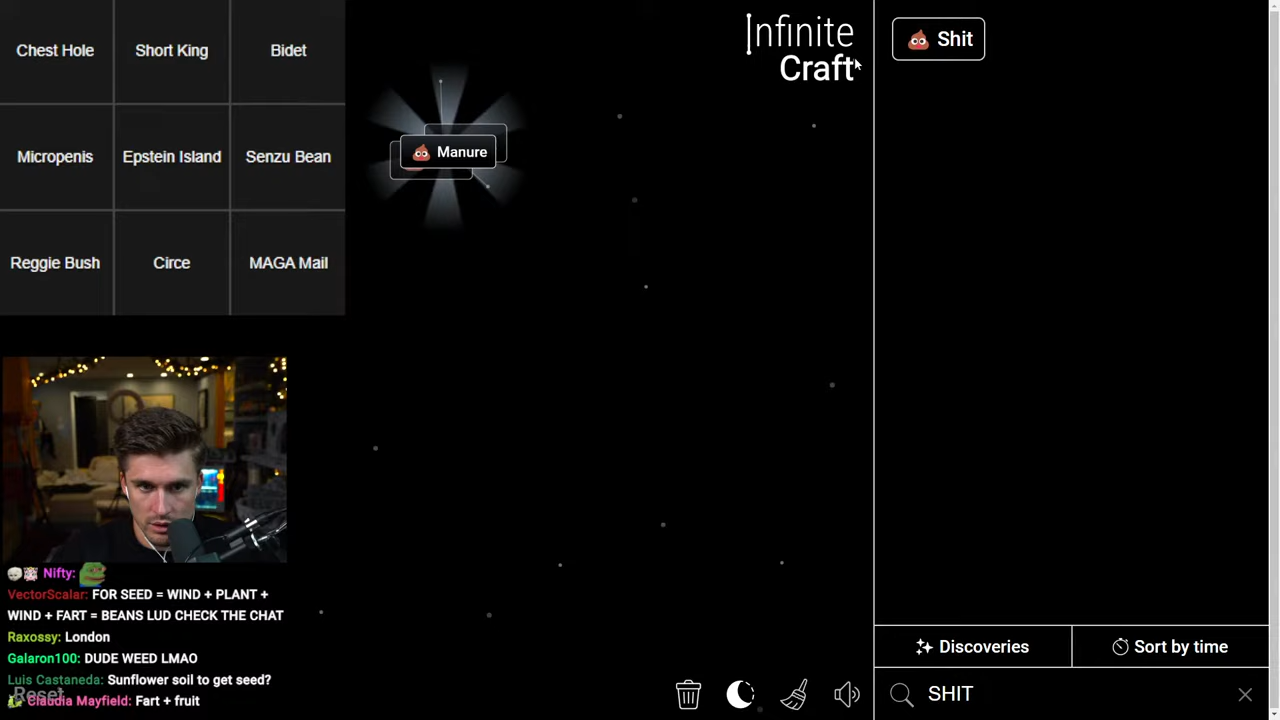 Chest Hole
Short King
Bidet
Micropenis
Epstein Island
Senzu Bean
Reggie Bush
Circe
MAGA Mail
Manure
Infinite
Craft
Shit
Nifty:
VectorScalar: FOR SEED = WIND + PLANT +
WIND + FART = BEANS LUD CHECK THE CHAT
Raxossy: London
Galaron100: DUDE WEED LMAO
Luis Castaneda: Sunflower soil to get seed?
Reset
Claudia Mayfield: Fart + fruit
Discoveries
Sort by time
SHIT